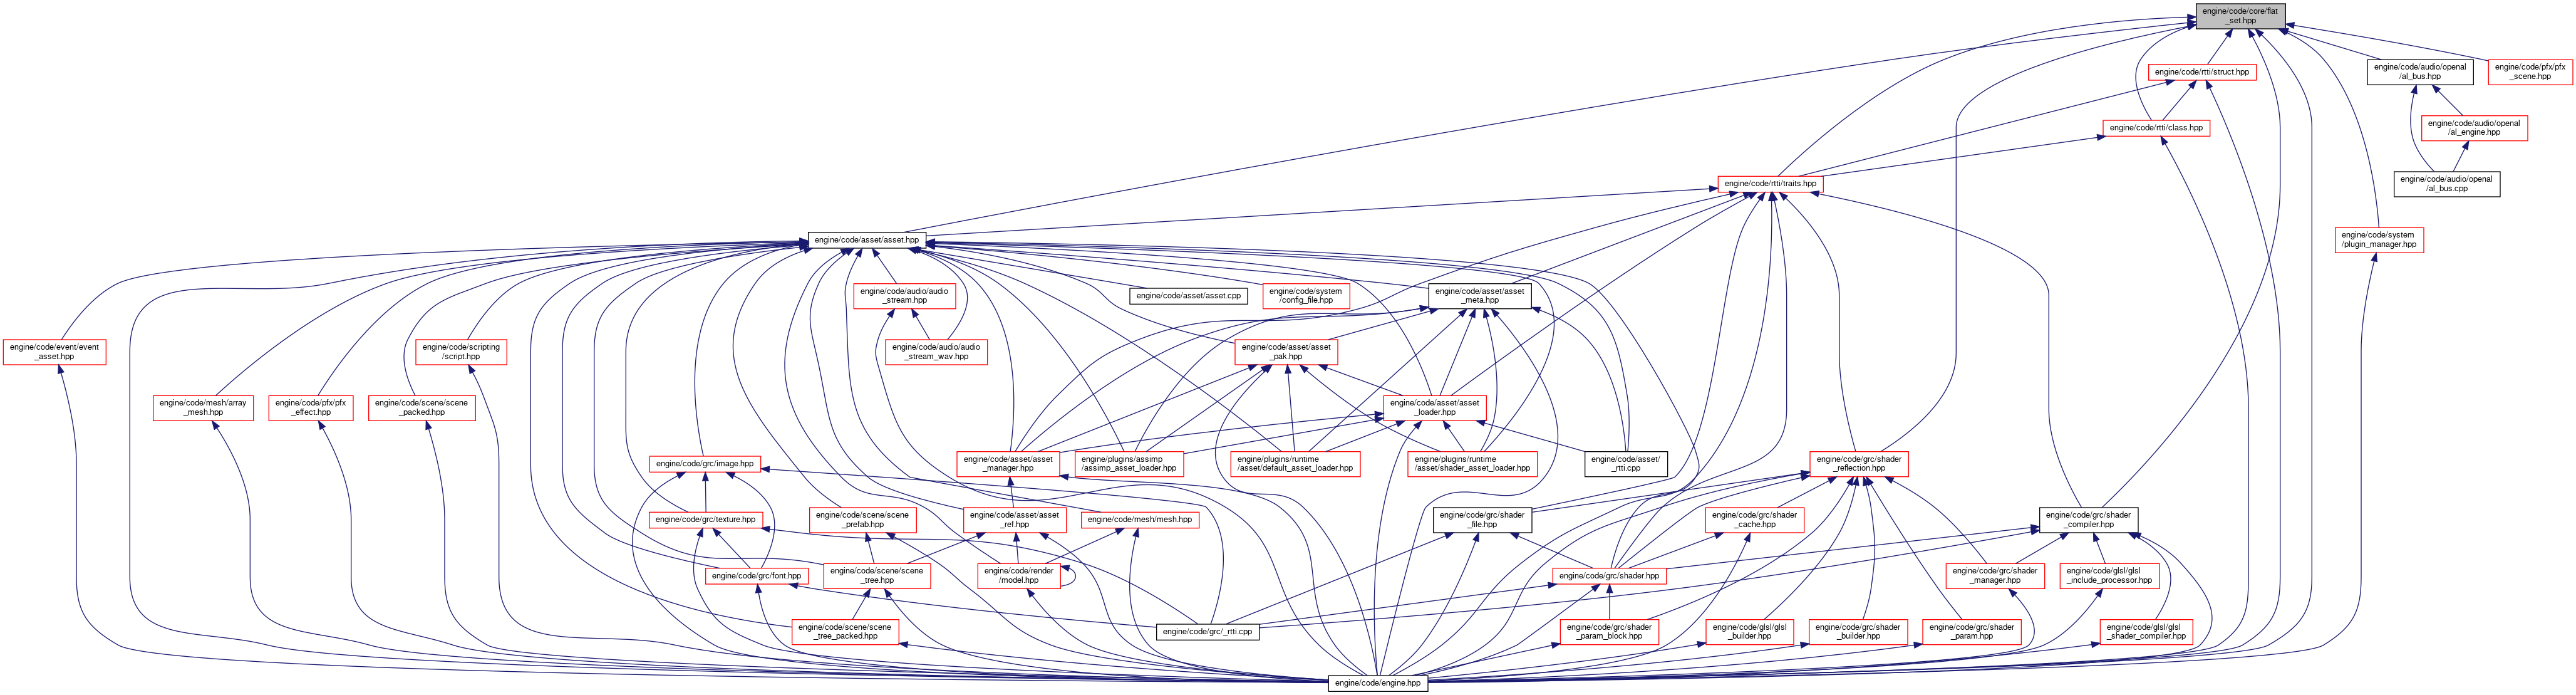 engine/code/core/flat
_set.hpp
engine/code/rtti/struct.hpp
engine/code/audio/openal
/al_bus.hpp
engine/code/pfx/pfx
_scene.hpp
engine/code/rtti/class.hpp
engine/code/audio/openal
/al_engine.hpp
engine/code/rtti/traits.hpp
engine/code/audio/openal
/al_bus.cpp
engine/code/asset/asset.hpp
engine/code/system
/plugin_manager.hpp
engine/code/audio/audio
_stream.hpp
engine/code/asset/asset.cpp
engine/code/system
/config_file.hpp
engine/code/asset/asset
_meta.hpp
engine/code/event/event
_asset.hpp
engine/code/scripting
/script.hpp
engine/code/audio/audio
_stream_wav.hpp
engine/code/asset/asset
_pak.hpp
engine/code/mesh/array
_mesh.hpp
engine/code/pfx/pfx
_effect.hpp
engine/code/scene/scene
_packed.hpp
engine/code/asset/asset
_loader.hpp
engine/code/grc/image.hpp
engine/code/asset/asset
_manager.hpp
engine/plugins/assimp
/assimp_asset_loader.hpp
engine/plugins/runtime
/asset/default_asset_loader.hpp
engine/plugins/runtime
/asset/shader_asset_loader.hpp
engine/code/asset/
_rtti.cpp
engine/code/grc/shader
_reflection.hpp
engine/code/grc/texture.hpp
engine/code/scene/scene
_prefab.hpp
engine/code/asset/asset
_ref.hpp
engine/code/mesh/mesh.hpp
engine/code/grc/shader
_file.hpp
engine/code/grc/shader
_cache.hpp
engine/code/grc/shader
_compiler.hpp
engine/code/grc/font.hpp
engine/code/scene/scene
_tree.hpp
engine/code/render
/model.hpp
engine/code/grc/shader.hpp
engine/code/grc/shader
_manager.hpp
engine/code/glsl/glsl
_include_processor.hpp
engine/code/scene/scene
_tree_packed.hpp
engine/code/grc/_rtti.cpp
engine/code/grc/shader
_param_block.hpp
engine/code/glsl/glsl
_builder.hpp
engine/code/grc/shader
_builder.hpp
engine/code/grc/shader
_param.hpp
engine/code/glsl/glsl
_shader_compiler.hpp
engine/code/engine.hpp